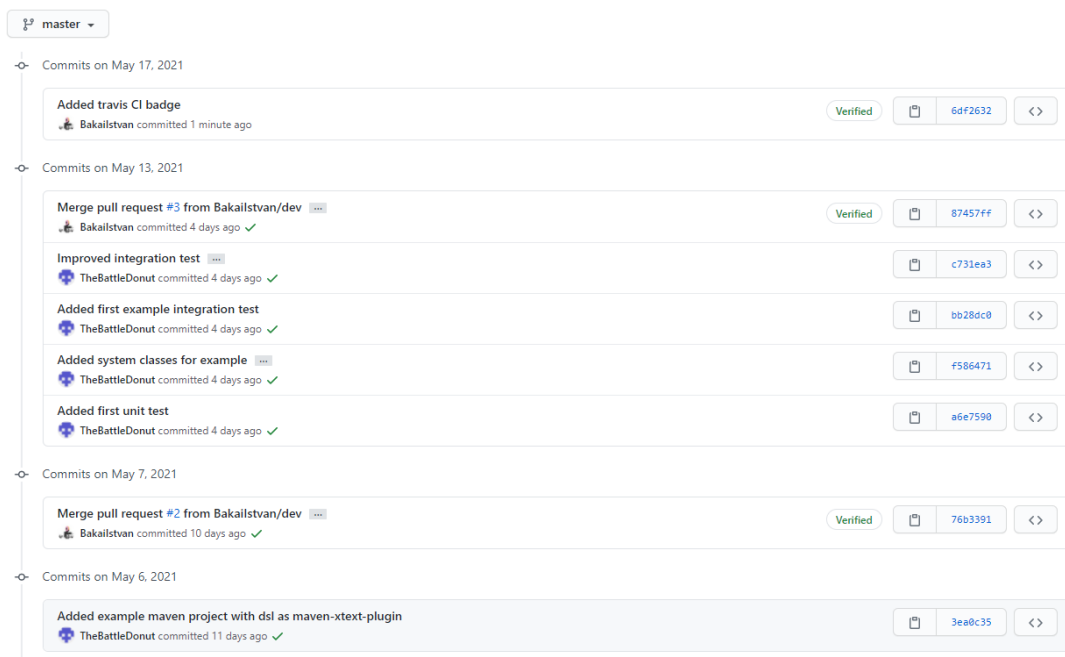 master
Commits on May 17, 2021
Added travis CI badge
BakaiIstvan committed 1 minute ago
Verified
6df2632
Commits on May 13, 2021
Merge pull request #3 from BakaiIstvan/dev ...
BakaiIstvan committed 4 days ago
Verified
87457ff
Improved integration test ...
TheBattleDonut committed 4 days ago
c731ea3
Added first example integration test
TheBattleDonut committed 4 days ago
bb28dc0
Added system classes for example ...
TheBattleDonut committed 4 days ago
f586471
Added first unit test
TheBattleDonut committed 4 days ago
a6e7590
Commits on May 7, 2021
Merge pull request #2 from BakaiIstvan/dev ...
BakaiIstvan committed 10 days ago
Verified
76b3391
Commits on May 6, 2021
Added example maven project with dsl as maven-xtext-plugin
TheBattleDonut committed 11 days ago
3ea0c35